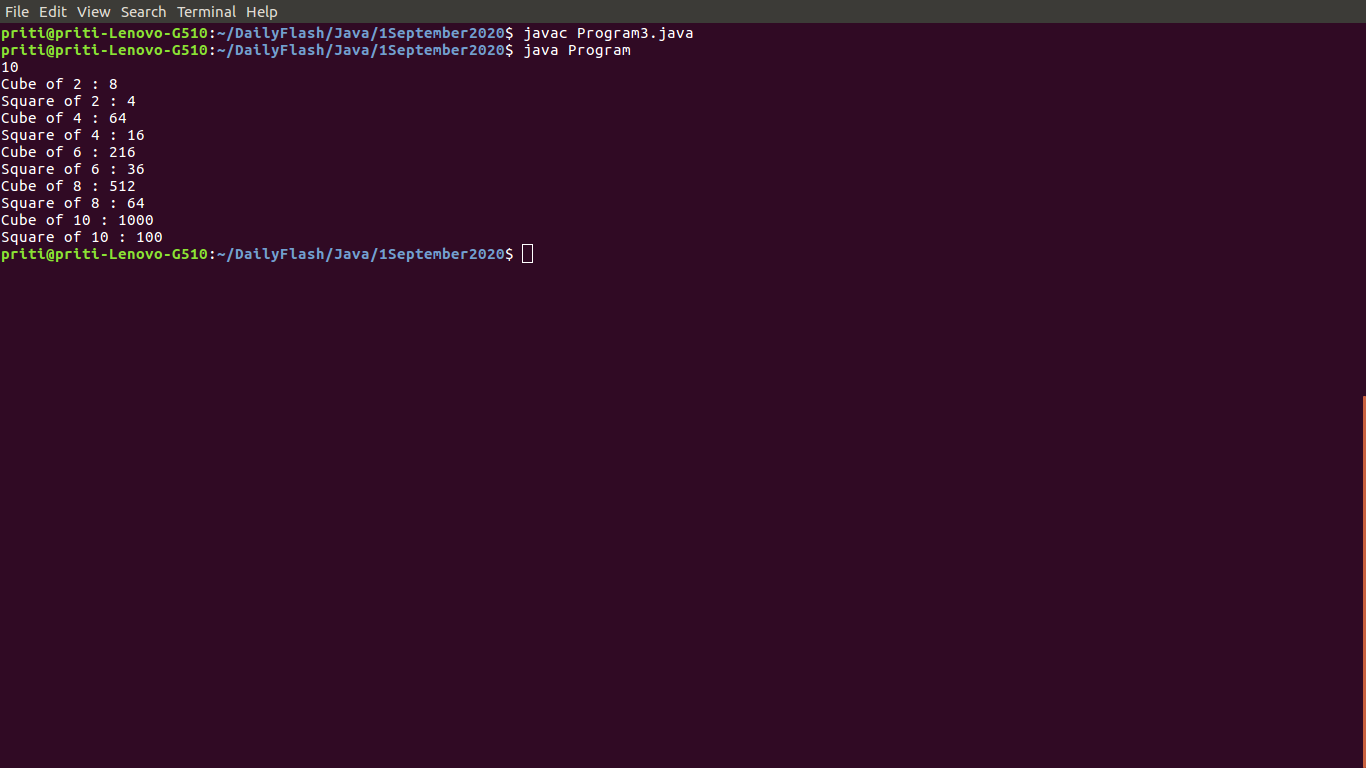 File Edit View Search Terminal Help
priti@priti-Lenovo-G510:~/DailyFlash/Java/1September2020$ javac Program3.java
priti@priti-Lenovo-G510:~/DailyFlash/Java/1September2020$ java Program
10
Cube of 2 : 8
Square of 2 : 4
Cube of 4 : 64
Square of 4 : 16
Cube of 6 : 216
Square of 6 : 36
Cube of 8 : 512
Square of 8 : 64
Cube of 10 : 1000
Square of 10 : 100
priti@priti-Lenovo-G510:~/DailyFlash/Java/1September2020$